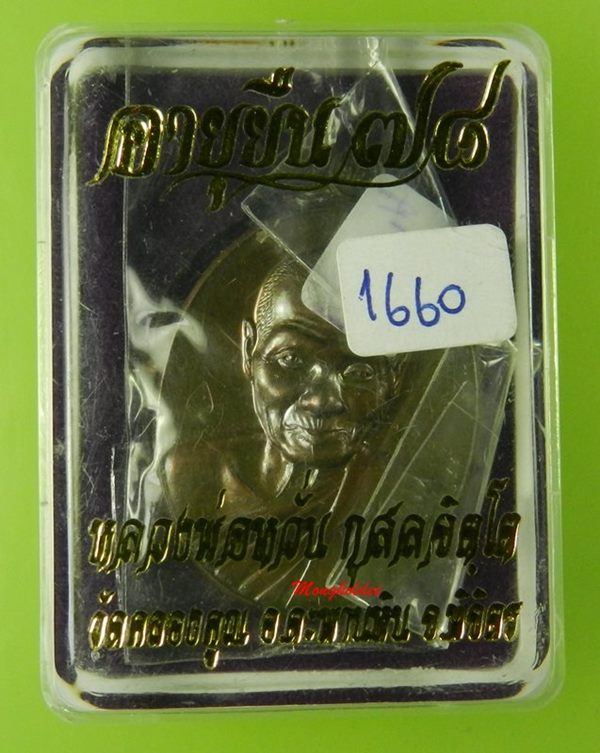 อายุยืน ๗๘
1660
หลวงพ่อหวั่น กุสลจิตฺโต
Mongkoldee
วัดคลองคูณ อ.ตะพานหิน จ.พิจิตร